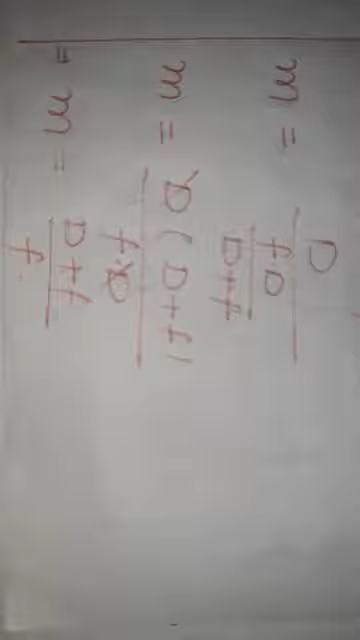 m = D / (fD / D+f)
m = D(D+f) / f.D
m = D+f / f.
=